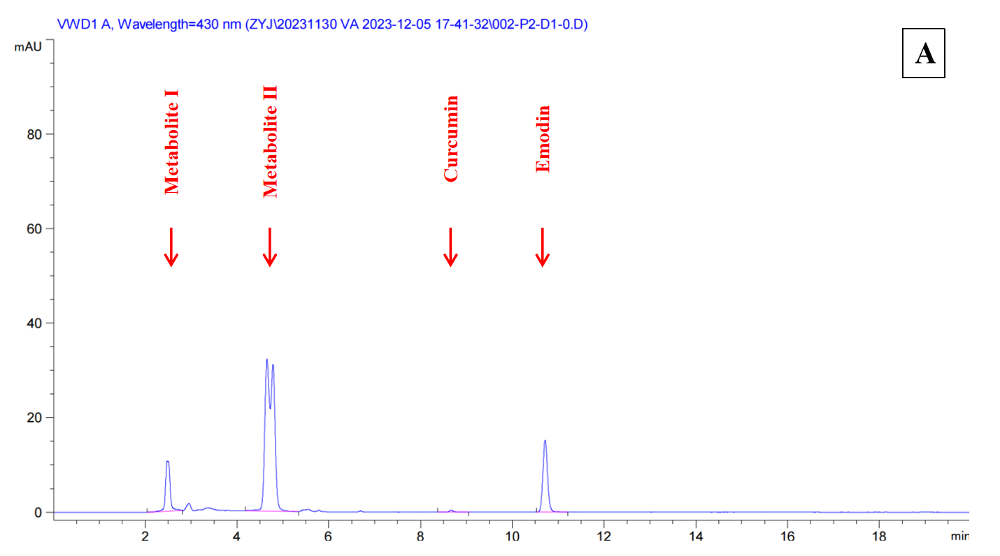 VWD1 A, Wavelength=430 nm (ZYJ\20231130 VA 2023-12-05 17-41-32\002-P2-D1-0.D)
mAU
A
Metabolite I
Metabolite II
Curcumin
Emodin
80
60
40
20
0
2 4 6 8 10 12 14 16 18 min